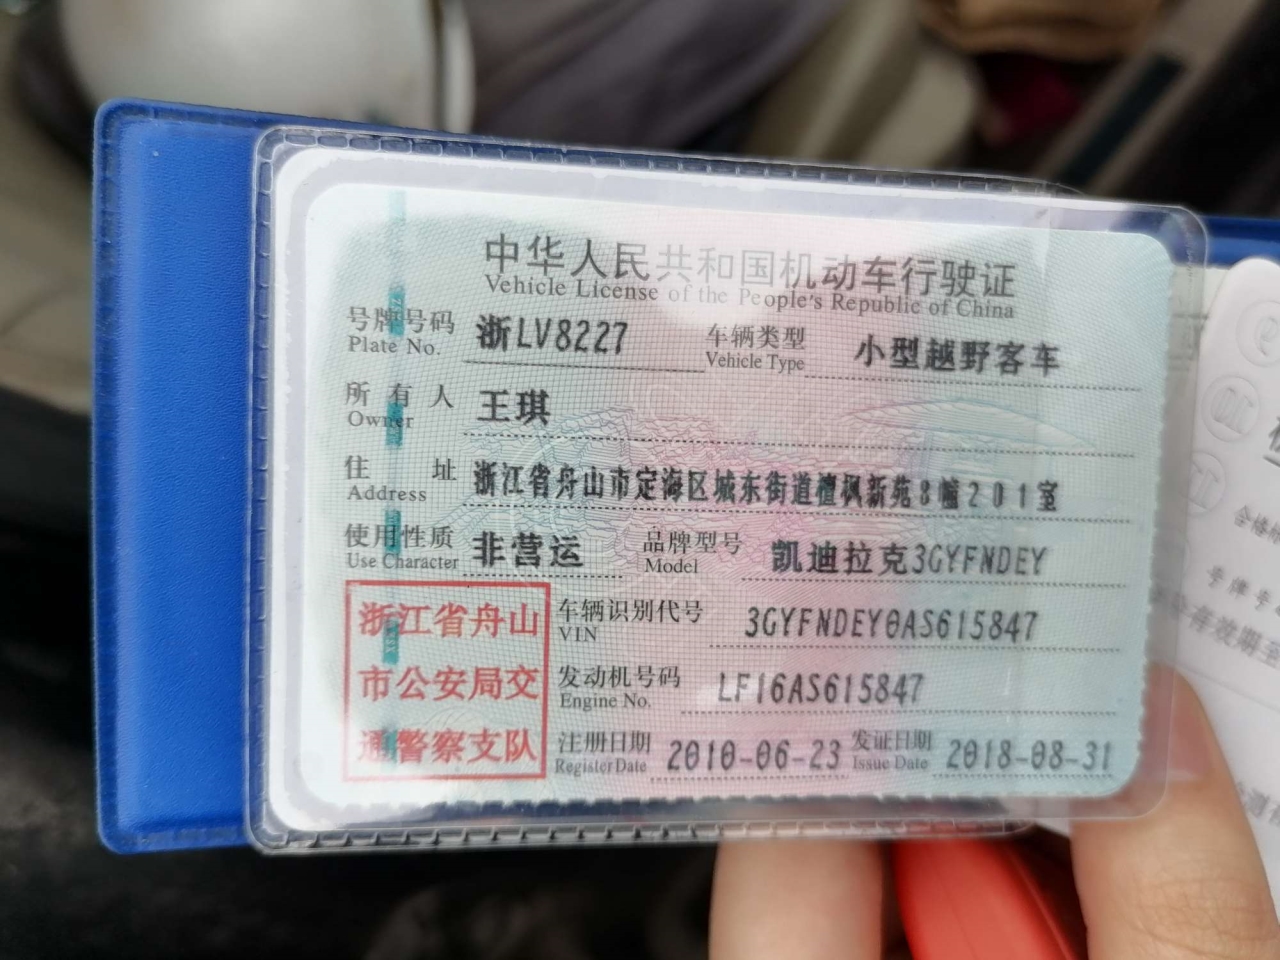 中华人民共和国机动车行驶证
Vehicle License of the People's Republic of China
号牌号码 浙LV8227 车辆类型 小型越野客车
Plate No. Vehicle Type
所有人 王琪
Owner
住址 浙江省舟山市定海区城东街道檀枫新苑8幢201室
Address
使用性质 非营运 品牌型号 凯迪拉克3GYFNDEY
Use Character Model
浙江省舟山
市公安局交
通警察支队
车辆识别代号 3GYFNDEY0AS615847
VIN
发动机号码 LF16AS615847
Engine No.
注册日期 2010-06-23 发证日期 2018-08-31
Register Date Issue Date
有效期至